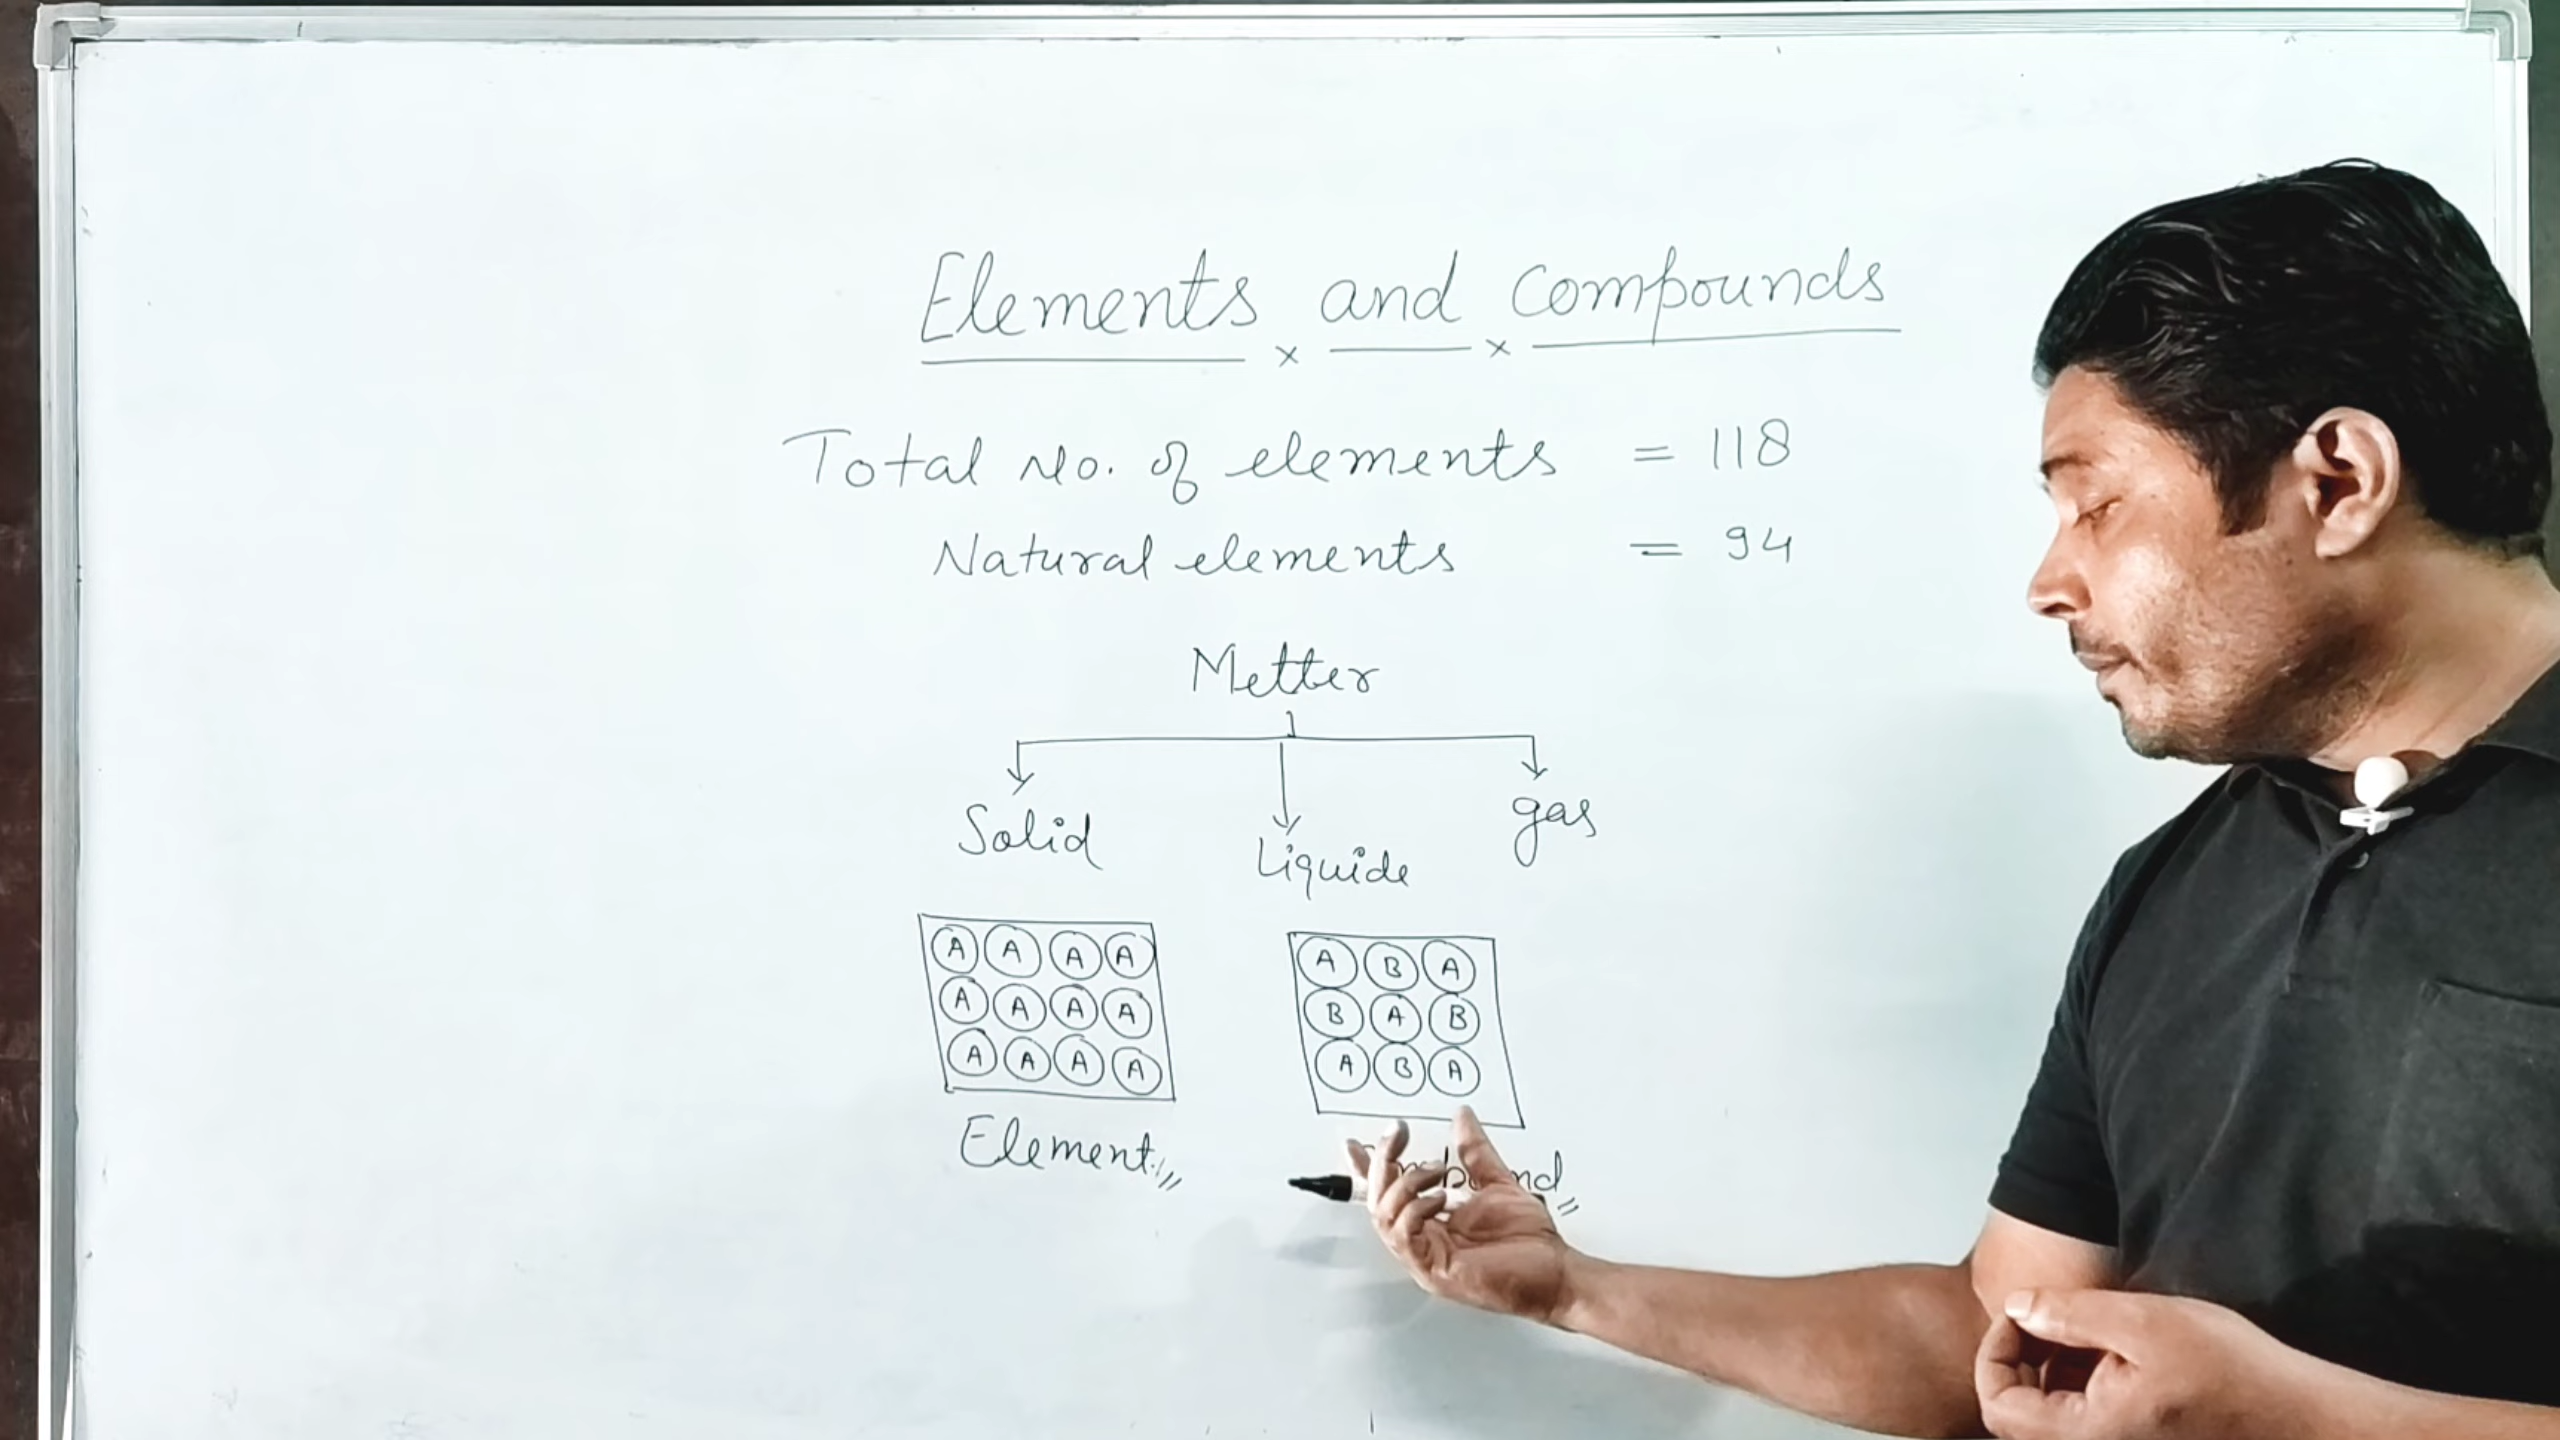 Elements and Compounds
Total No. of elements = 118
Natural elements = 94
Metter
Solid Liquide gas
A A A A
A A A A
A A A A
A B A
B A B
A B A
Element